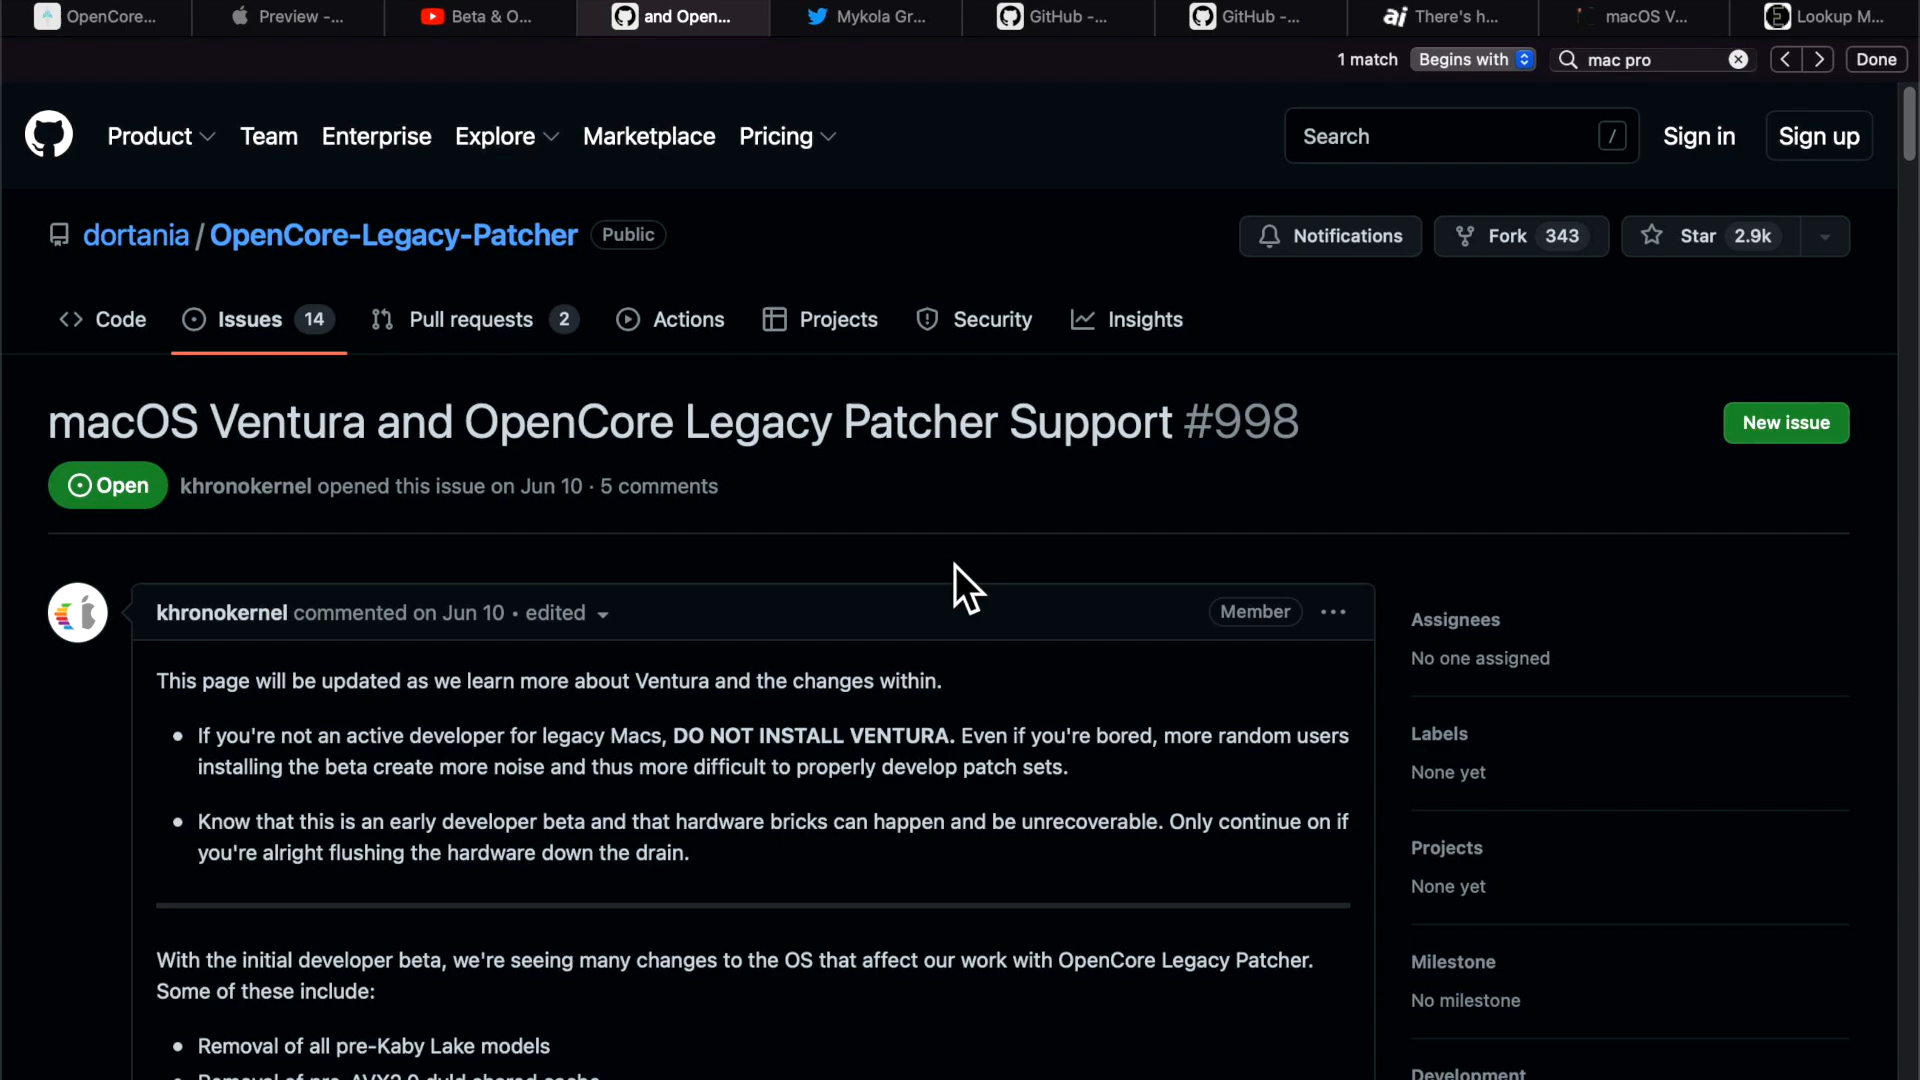 OpenCore...
Preview -...
Beta & O...
and Open...
Mykola Gr...
GitHub -...
GitHub -...
ai There's h...
macOS V...
Lookup M...
1 match
Begins with
mac pro
Done
Product
Team
Enterprise
Explore
Marketplace
Pricing
Search
/
Sign in
Sign up
dortania / OpenCore-Legacy-Patcher
Public
Notifications
Fork 343
Star 2.9k
Code
Issues 14
Pull requests 2
Actions
Projects
Security
Insights
macOS Ventura and OpenCore Legacy Patcher Support #998
New issue
Open
khronokernel opened this issue on Jun 10 · 5 comments
khronokernel commented on Jun 10 • edited
Member
This page will be updated as we learn more about Ventura and the changes within.
• If you're not an active developer for legacy Macs, DO NOT INSTALL VENTURA. Even if you're bored, more random users
installing the beta create more noise and thus more difficult to properly develop patch sets.
• Know that this is an early developer beta and that hardware bricks can happen and be unrecoverable. Only continue on if
you're alright flushing the hardware down the drain.
With the initial developer beta, we're seeing many changes to the OS that affect our work with OpenCore Legacy Patcher.
Some of these include:
• Removal of all pre-Kaby Lake models
• Removal of pre-AVX2.0 dyld shared cache
Assignees
No one assigned
Labels
None yet
Projects
None yet
Milestone
No milestone
Development